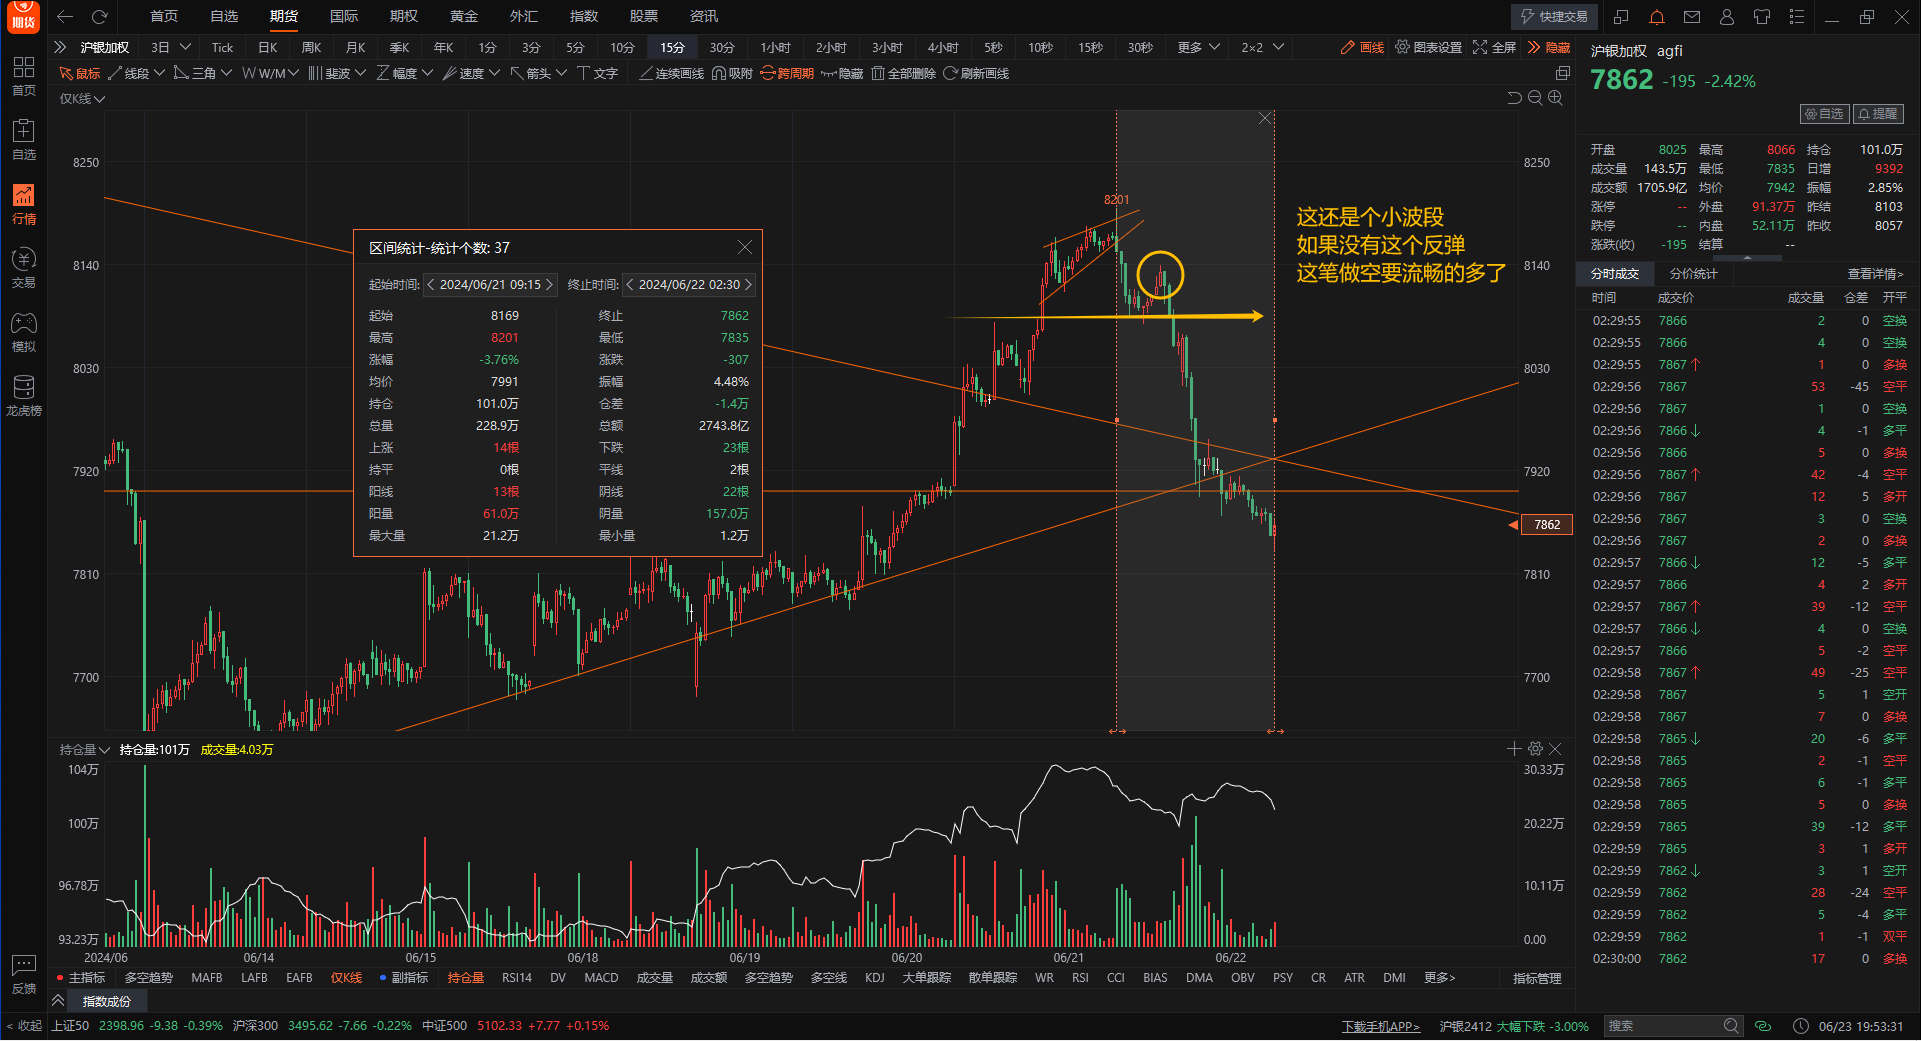 期货
首页 自选 期货 国际 期权 黄金 外汇 指数 股票 资讯
快捷交易
沪银加权 3日 Tick 日K 周K 月K 季K 年K 1分 3分 5分 10分 15分 30分 1小时 2小时 3小时 4小时 5秒 10秒 15秒 30秒 更多 2×2 画线 图表设置 全屏 隐藏
鼠标 线段 三角 W/M 斐波 幅度 速度 箭头 文字 连续画线 吸附 跨周期 隐藏 全部删除 刷新画线
仅K线
首页
自选
行情
交易
模拟
龙虎榜
反馈
< 收起
8250
8140
8030
7920
7810
7700
8201
这还是个小波段
如果没有这个反弹
这笔做空要流畅的多了
区间统计-统计个数: 37
起始时间: 2024/06/21 09:15 终止时间: 2024/06/22 02:30
起始 8169 终止 7862
最高 8201 最低 7835
涨幅 -3.76% 涨跌 -307
均价 7991 振幅 4.48%
持仓 101.0万 仓差 -1.4万
总量 228.9万 总额 2743.8亿
上涨 14根 下跌 23根
持平 0根 平线 2根
阳线 13根 阴线 22根
阳量 61.0万 阴量 157.0万
最大量 21.2万 最小量 1.2万
8250
8140
8030
7920
7862
7810
7700
持仓量 持仓量:101万 成交量:4.03万
104万
100万
96.78万
93.23万
30.33万
20.22万
10.11万
0.00
2024/06 06/14 06/15 06/18 06/19 06/20 06/21 06/22
主指标 多空趋势 MAFB LAFB EAFB 仅K线 副指标 持仓量 RSI14 DV MACD 成交量 成交额 多空趋势 多空线 KDJ 大单跟踪 散单跟踪 WR RSI CCI BIAS DMA OBV PSY CR ATR DMI 更多> 指标管理
指数成份
上证50 2398.96 -9.38 -0.39% 沪深300 3495.62 -7.66 -0.22% 中证500 5102.33 +7.77 +0.15%
下载手机APP> 沪银2412 大幅下跌 -3.00% 搜索 06/23 19:53:31
沪银加权 agfi
7862 -195 -2.42%
自选 提醒
开盘 8025 最高 8066 持仓 101.0万
成交量 143.5万 最低 7835 日增 9392
成交额 1705.9亿 均价 7942 振幅 2.85%
涨停 -- 外盘 91.37万 昨结 8103
跌停 -- 内盘 52.11万 昨收 8057
涨跌(收) -195 结算 --
分时成交 分价统计 查看详情>
时间 成交价 成交量 仓差 开平
02:29:55 7866 2 0 空换
02:29:55 7866 4 0 空换
02:29:55 7867↑ 1 0 多换
02:29:56 7867 53 -45 空平
02:29:56 7867 1 0 空换
02:29:56 7866↓ 4 -1 多平
02:29:56 7866 5 0 多换
02:29:56 7867↑ 42 -4 空平
02:29:56 7867 12 5 多开
02:29:56 7867 3 0 空换
02:29:56 7867 2 0 多换
02:29:57 7866↓ 12 -5 多平
02:29:57 7866 4 2 多开
02:29:57 7867↑ 39 -12 空平
02:29:57 7866↓ 4 0 空换
02:29:57 7866 5 -2 空平
02:29:58 7867↑ 49 -25 空平
02:29:58 7867 5 1 空开
02:29:58 7867 7 0 多换
02:29:58 7865↓ 20 -6 多平
02:29:58 7865 2 -1 空平
02:29:58 7865 6 -1 多平
02:29:58 7865 5 0 多换
02:29:59 7865 39 -12 多平
02:29:59 7865 3 1 多开
02:29:59 7862↓ 3 1 空开
02:29:59 7862 28 -24 空平
02:29:59 7862 5 -4 多平
02:29:59 7862 1 -1 双平
02:30:00 7862 17 0 多换